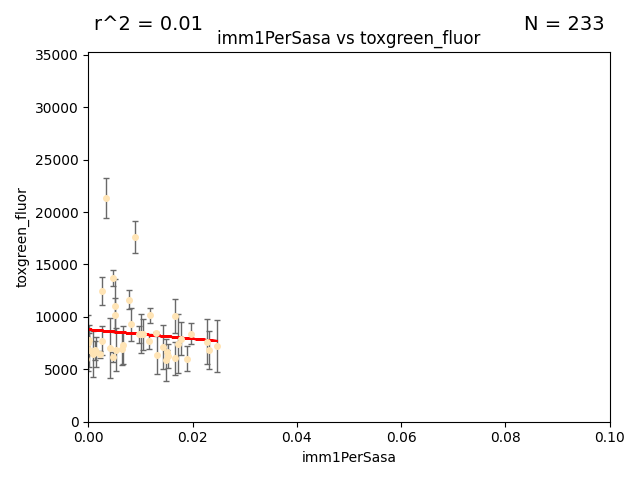 r^2 = 0.01
N = 233
imm1PerSasa vs toxgreen_fluor
35000
30000
25000
20000
15000
10000
5000
0
toxgreen_fluor
0.00
0.02
0.04
0.06
0.08
0.10
imm1PerSasa